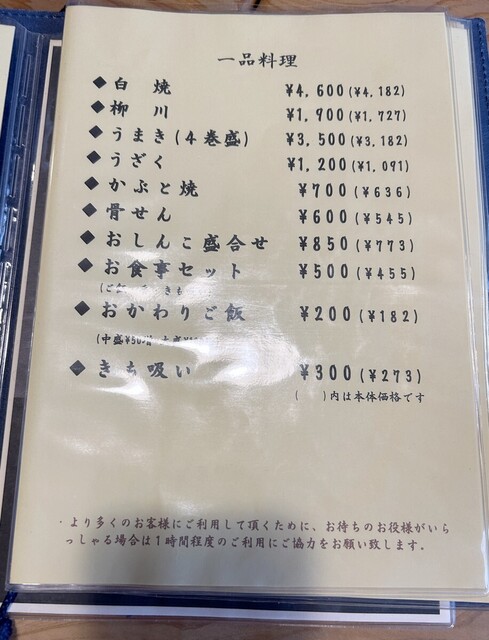 一品料理
◆白 焼 ¥4,600(¥4,182)
◆柳 川 ¥1,900(¥1,727)
◆うまき(4巻盛) ¥3,500(¥3,182)
◆うざく ¥1,200(¥1,091)
◆かぶと焼 ¥700(¥636)
◆骨せん ¥600(¥545)
◆おしんこ盛合せ ¥850(¥773)
◆お食事セット ¥500(¥455)
◆おかわりご飯 ¥200(¥182)
(中盛¥50増
◆きも吸い ¥300(¥273)
( )内は本体価格です
・より多くのお客様にご利用して頂くために、お待ちのお役様がいら
っしゃる場合は1時間程度のご利用にご協力をお願い致します。